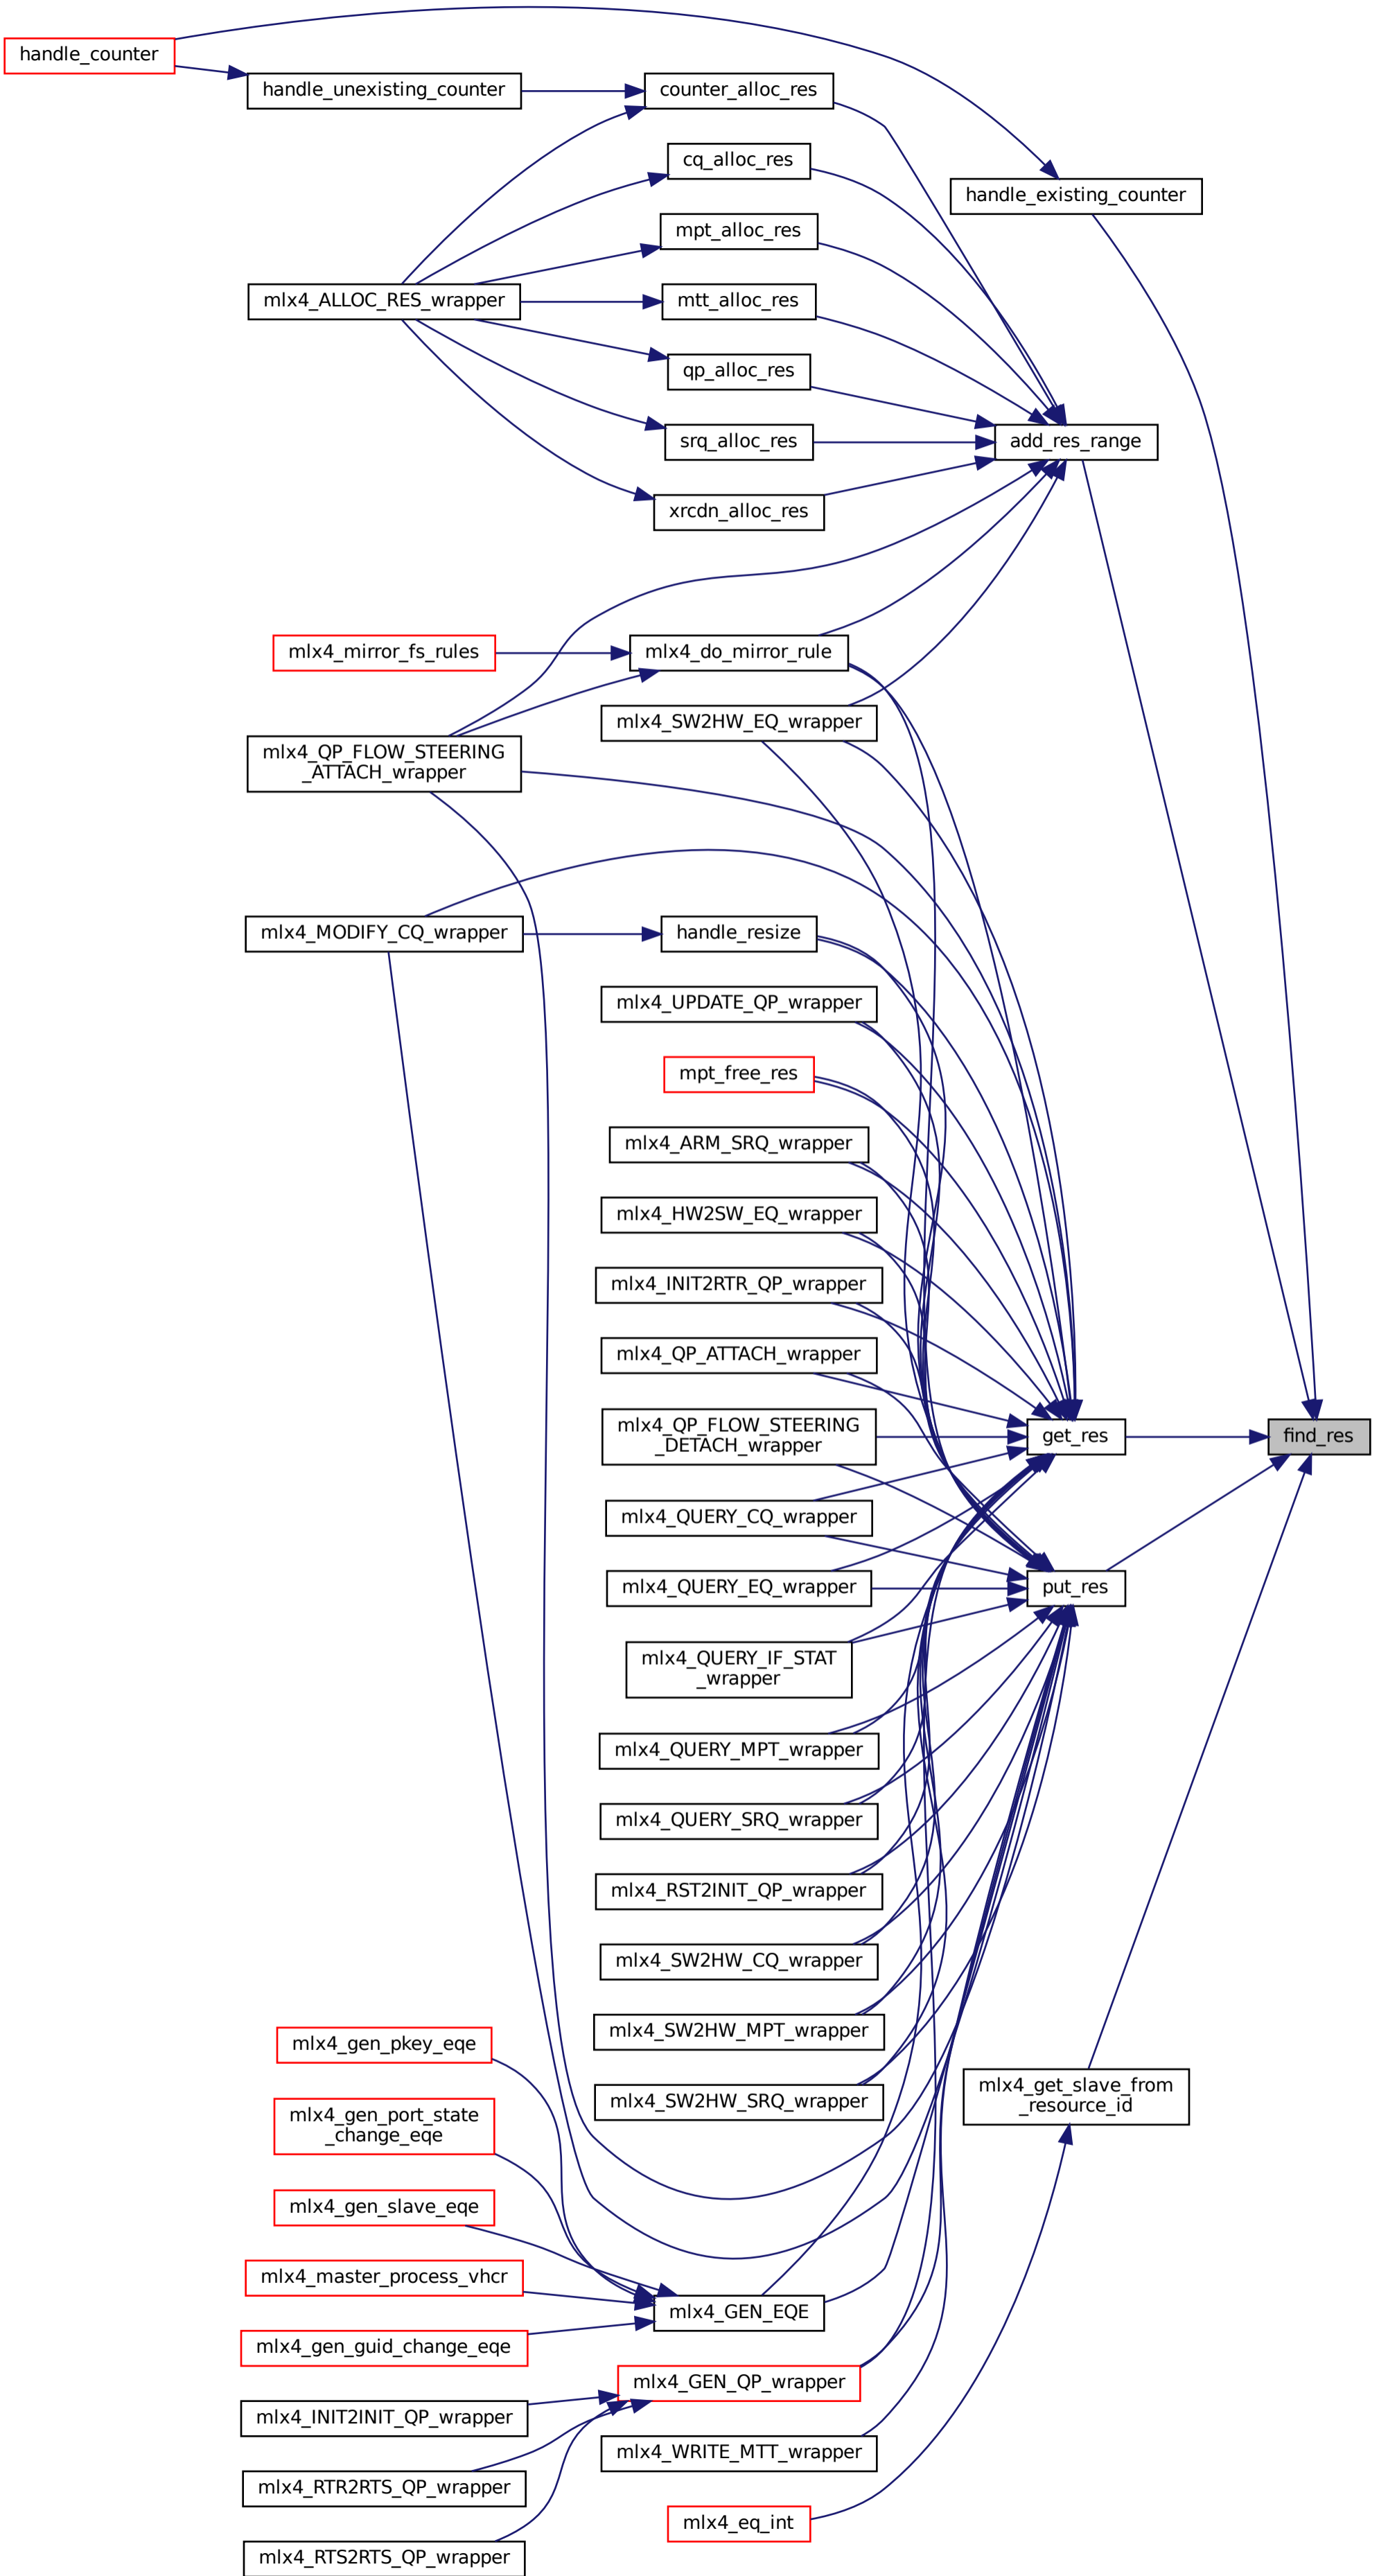 handle_counter
handle_unexisting_counter
counter_alloc_res
cq_alloc_res
handle_existing_counter
mpt_alloc_res
mlx4_ALLOC_RES_wrapper
mtt_alloc_res
qp_alloc_res
srq_alloc_res
add_res_range
xrcdn_alloc_res
mlx4_mirror_fs_rules
mlx4_do_mirror_rule
mlx4_SW2HW_EQ_wrapper
mlx4_QP_FLOW_STEERING
_ATTACH_wrapper
mlx4_MODIFY_CQ_wrapper
handle_resize
mlx4_UPDATE_QP_wrapper
mpt_free_res
mlx4_ARM_SRQ_wrapper
mlx4_HW2SW_EQ_wrapper
mlx4_INIT2RTR_QP_wrapper
mlx4_QP_ATTACH_wrapper
mlx4_QP_FLOW_STEERING
_DETACH_wrapper
get_res
find_res
mlx4_QUERY_CQ_wrapper
mlx4_QUERY_EQ_wrapper
put_res
mlx4_QUERY_IF_STAT
_wrapper
mlx4_QUERY_MPT_wrapper
mlx4_QUERY_SRQ_wrapper
mlx4_RST2INIT_QP_wrapper
mlx4_SW2HW_CQ_wrapper
mlx4_SW2HW_MPT_wrapper
mlx4_gen_pkey_eqe
mlx4_SW2HW_SRQ_wrapper
mlx4_get_slave_from
_resource_id
mlx4_gen_port_state
_change_eqe
mlx4_gen_slave_eqe
mlx4_master_process_vhcr
mlx4_GEN_EQE
mlx4_gen_guid_change_eqe
mlx4_GEN_QP_wrapper
mlx4_INIT2INIT_QP_wrapper
mlx4_WRITE_MTT_wrapper
mlx4_RTR2RTS_QP_wrapper
mlx4_eq_int
mlx4_RTS2RTS_QP_wrapper